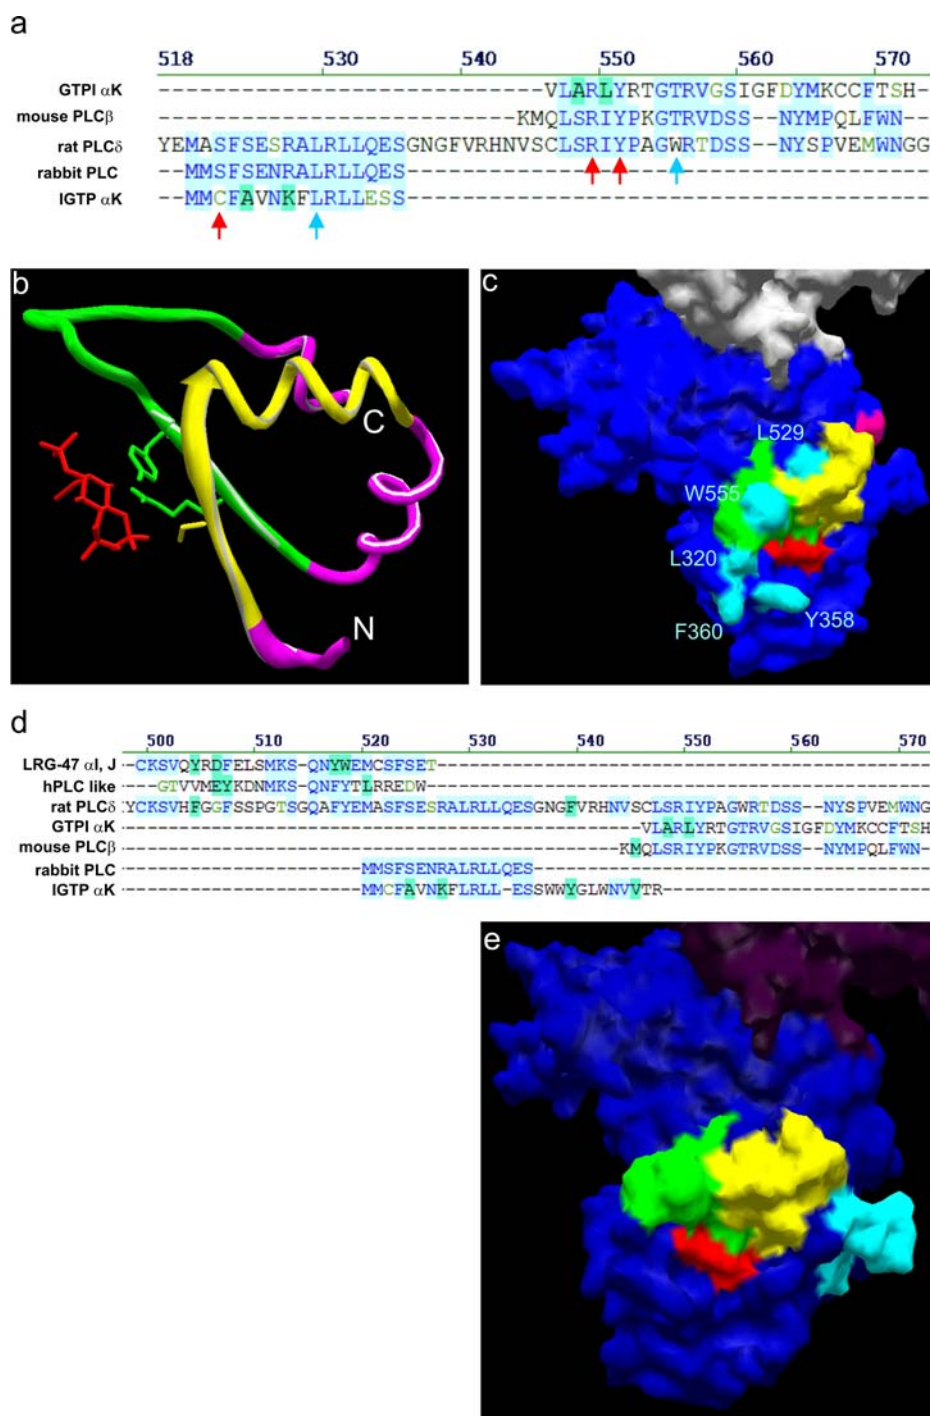 a
518 530 540 550 560 570
GTPI αK ----------------------------VLARLYRTGTRVGSIGFDYMKCCFTSH-
mouse PLCβ --------------------------KMQLSRIYPKGTRVDSS--NYMPQLFWN--
rat PLCδ YEMASFSESRALRLLQESGNGFVRHNVSCLSRIYPAGWRTDSS--NYSPVEMWNGG
rabbit PLC --MMSFSENRALRLLQES--------------------------------------
IGTP αK --MMCFAVNKFLRLLESS--------------------------------------
b
C
N
c
L529
W555
L320
F360
Y358
d
500 510 520 530 540 550 560 570
LRG-47 αI, J -CKSVQYRDFELSMKS-QNYWEMCSFSET----------------------------------------------
hPLC like ---GTVVMEYKDNMKS-QNFYTLRREDW-----------------------------------------------
rat PLCδ YCKSVHFGGFSSPGTSGQAFYEMASFSESRALRLLQESGNGFVRHNVSCLSRIYPAGWRTDSS--NYSPVEMWNG
GTPI αK ------------------------------------------------VLARLYRTGTRVGSIGFDYMKCCFTSH
mouse PLCβ ----------------------------------------------KMQLSRIYPKGTRVDSS--NYMPQLFWN-
rabbit PLC ----------------------MMSFSENRALRLLQES-------------------------------------
IGTP αK ----------------------MMCFAVNKFLRLL-ESSWWYGLWNVVTR-------------------------
e